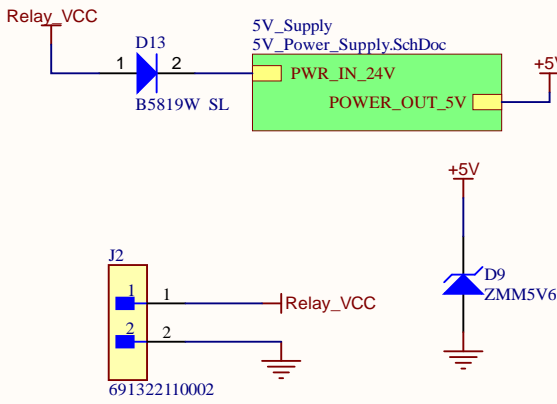 Relay_VCC
D13
1
2
B5819W SL
5V_Supply
5V_Power_Supply.SchDoc
PWR_IN_24V
POWER_OUT_5V
+5V
+5V
D9
ZMM5V6
J2
1
1
Relay_VCC
2
2
691322110002